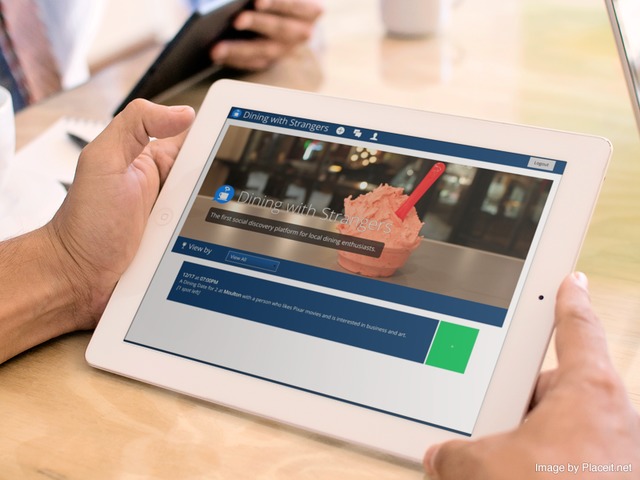 Dining with Strangers
Logout
Dining with Strangers
The first social discovery platform for local dining enthusiasts.
View by
View All
12/17 at 07:00PM
A Dining Date for 2 at Moulton with a person who likes Pixar movies and is interested in business and art.
(1 spot left)
Image by Placeit.net